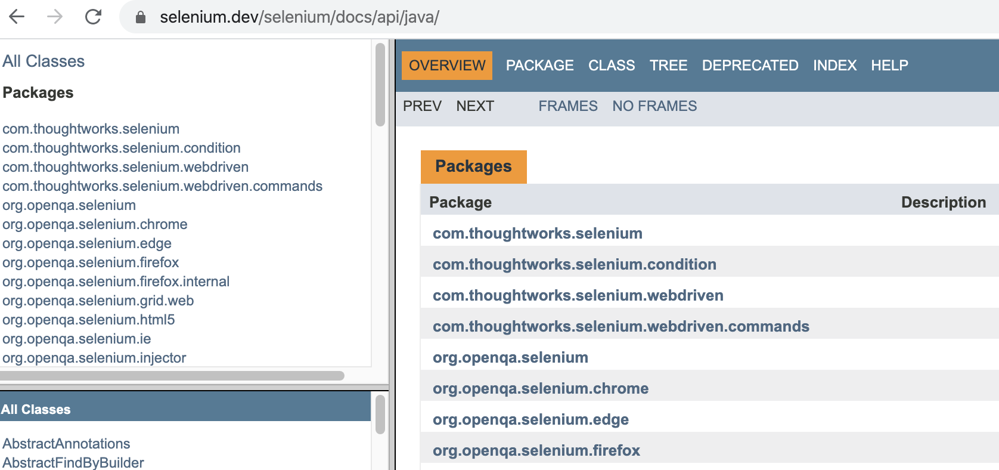 selenium.dev/selenium/docs/api/java/
All Classes
Packages
com.thoughtworks.selenium
com.thoughtworks.selenium.condition
com.thoughtworks.selenium.webdriven
com.thoughtworks.selenium.webdriven.commands
org.openqa.selenium
org.openqa.selenium.chrome
org.openqa.selenium.edge
org.openqa.selenium.firefox
org.openqa.selenium.firefox.internal
org.openqa.selenium.grid.web
org.openqa.selenium.html5
org.openqa.selenium.ie
org.openqa.selenium.injector
All Classes
AbstractAnnotations
AbstractFindByBuilder
OVERVIEW PACKAGE CLASS TREE DEPRECATED INDEX HELP
PREV NEXT FRAMES NO FRAMES
Packages
Package Description
com.thoughtworks.selenium
com.thoughtworks.selenium.condition
com.thoughtworks.selenium.webdriven
com.thoughtworks.selenium.webdriven.commands
org.openqa.selenium
org.openqa.selenium.chrome
org.openqa.selenium.edge
org.openqa.selenium.firefox